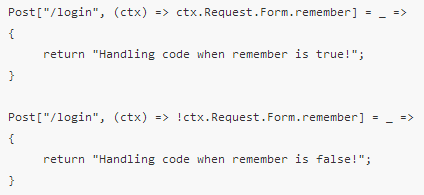 Post["/login", (ctx) => ctx.Request.Form.remember] = _ =>
{
     return "Handling code when remember is true!";
}
Post["/login", (ctx) => !ctx.Request.Form.remember] = _ =>
{
     return "Handling code when remember is false!";
}